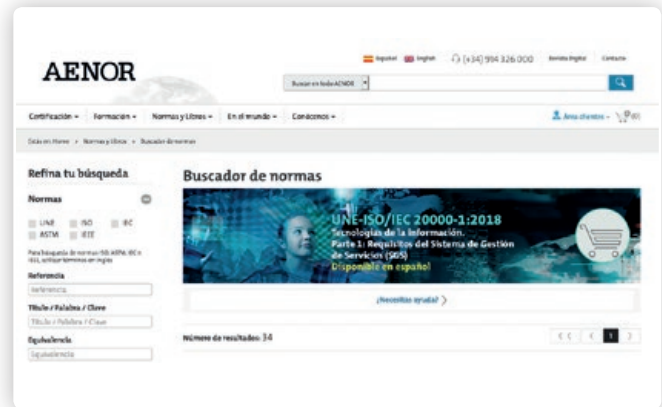 Español English (+34) 914 326 000 Revista Digital Contacto
AENOR
Buscar en todo AENOR
Certificación Formación Normas y Libros En el mundo Conócenos Área clientes (0)
Estás en: Home > Normas y libros > Buscador de normas
Refina tu búsqueda
Buscador de normas
Normas
UNE ISO IEC
ASTM IEEE
Para búsqueda de normas ISO, ASTM, IEC o
IEEE, utilizar términos en inglés
UNE-ISO/IEC 20000-1:2018
Tecnologías de la información.
Parte 1: Requisitos del Sistema de Gestión
de Servicios (SGS)
Disponible en español
Referencia
Referencia
Título / Palabra / Clave
Título / Palabra / Clave
Equivalencia
Equivalencia
¿Necesitas ayuda? >
Número de resultados: 34
<< < 1 >